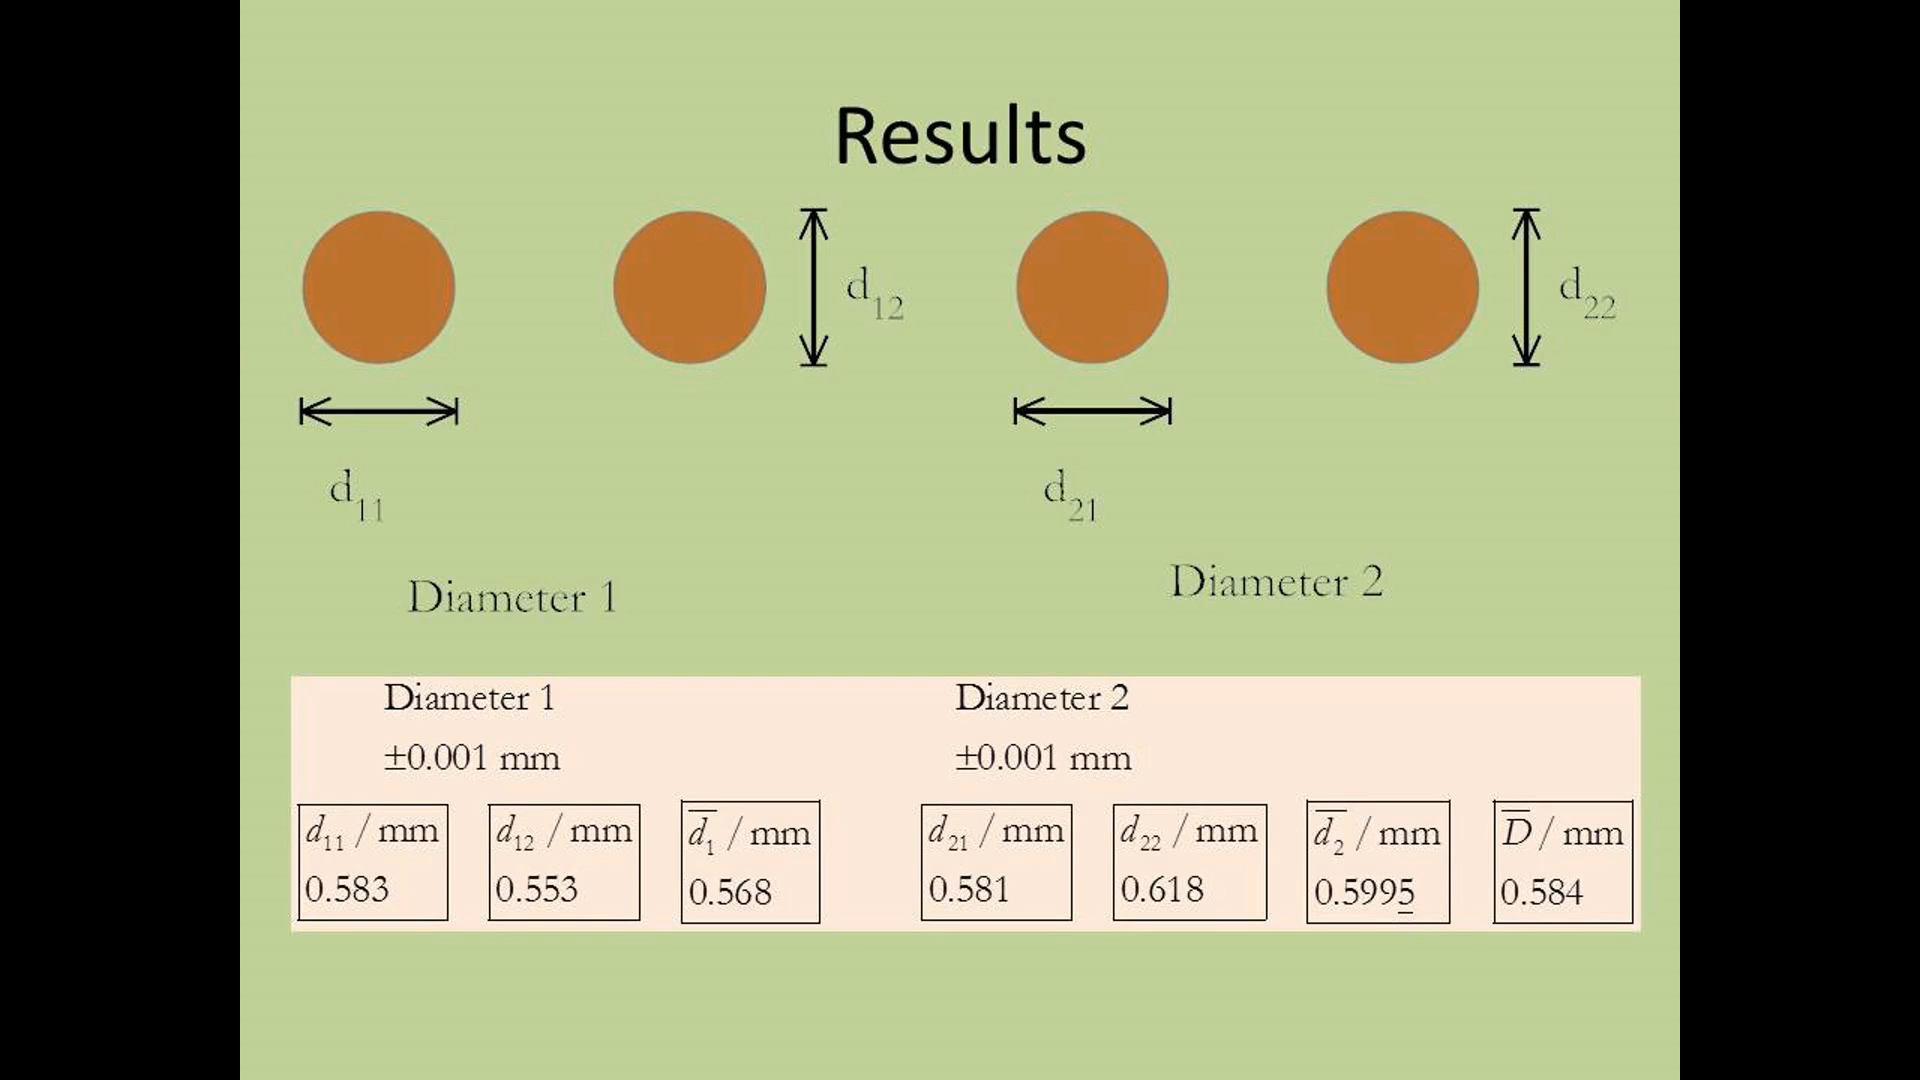 Results
d₁₂
d₂₂
d₁₁
d₂₁
Diameter 1
Diameter 2
Diameter 1 Diameter 2
±0.001 mm ±0.001 mm
d₁₁ / mm d₁₂ / mm d̅₁ / mm d₂₁ / mm d₂₂ / mm d̅₂ / mm D̅ / mm
0.583 0.553 0.568 0.581 0.618 0.5995 0.584